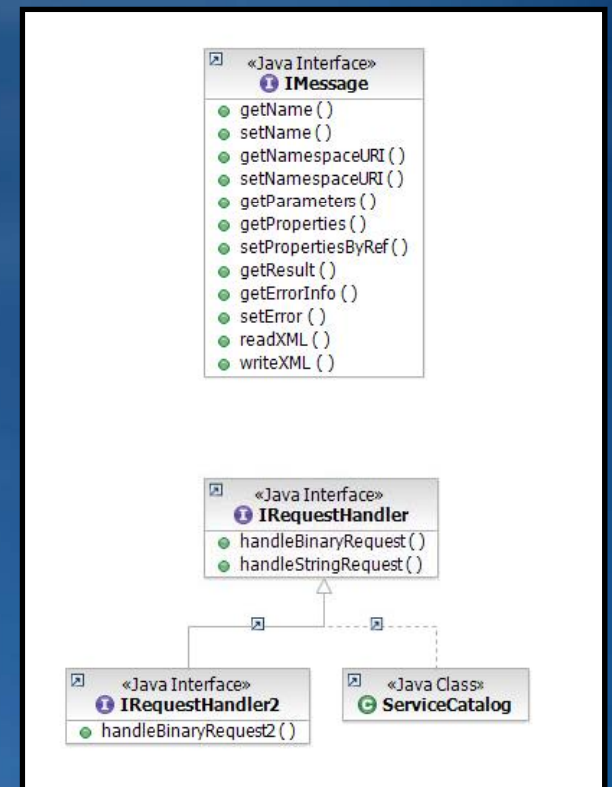 «Java Interface»
IMessage
getName ( )
setName ( )
getNamespaceURI ( )
setNamespaceURI ( )
getParameters ( )
getProperties ( )
setPropertiesByRef ( )
getResult ( )
getErrorInfo ( )
setError ( )
readXML ( )
writeXML ( )
«Java Interface»
IRequestHandler
handleBinaryRequest ( )
handleStringRequest ( )
«Java Interface»
IRequestHandler2
handleBinaryRequest2 ( )
«Java Class»
ServiceCatalog